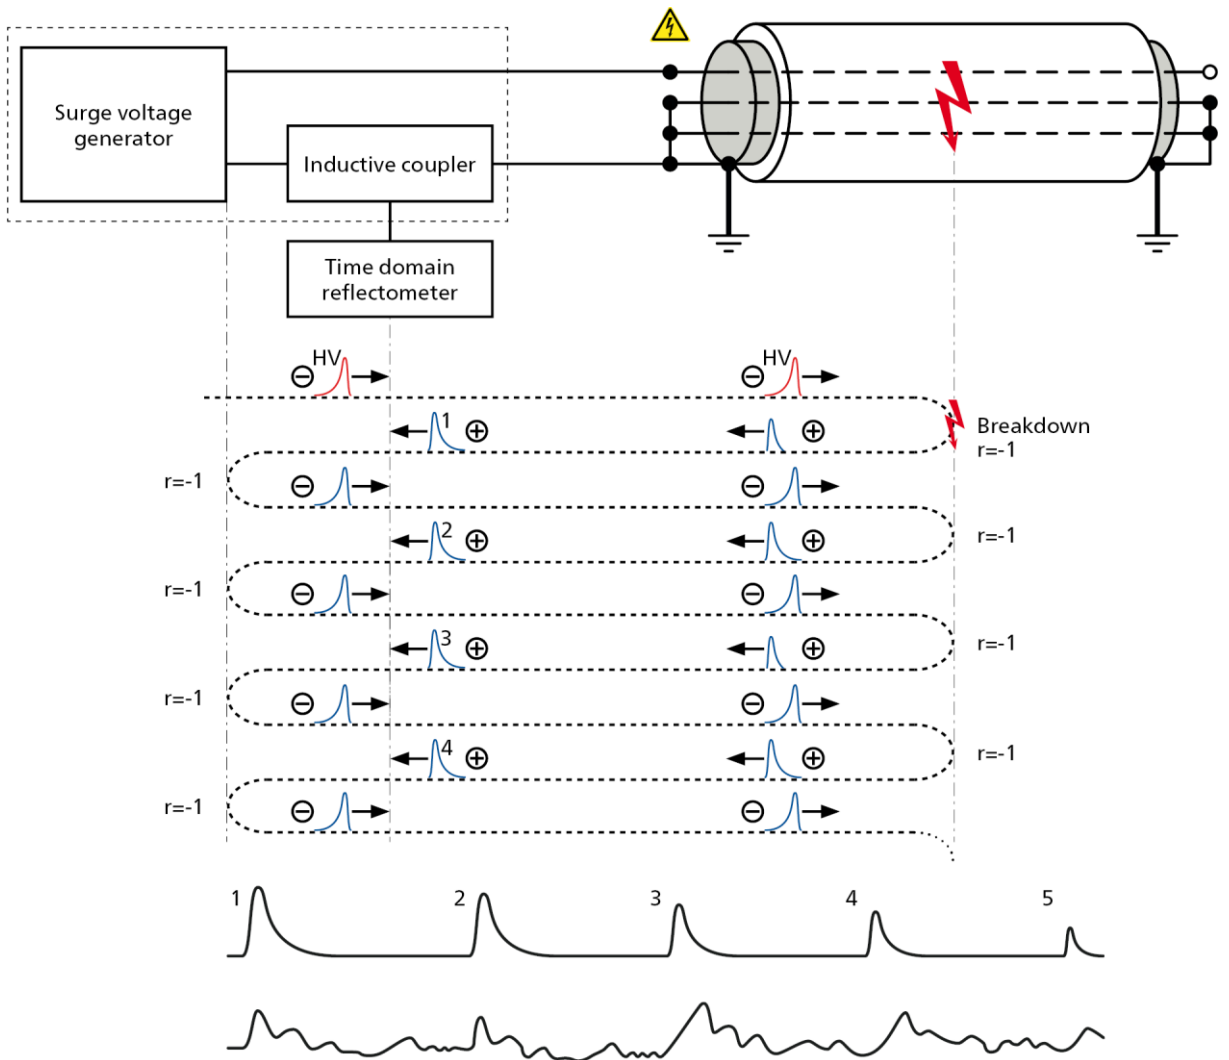 Surge voltage
generator
Inductive coupler
Time domain
reflectometer
HV
HV
⊖
⊖
1
⊕
⊕
Breakdown
r=-1
r=-1
⊖
⊖
2
⊕
⊕
r=-1
r=-1
⊖
⊖
3
⊕
⊕
r=-1
r=-1
⊖
⊖
4
⊕
⊕
r=-1
r=-1
⊖
⊖
1
2
3
4
5